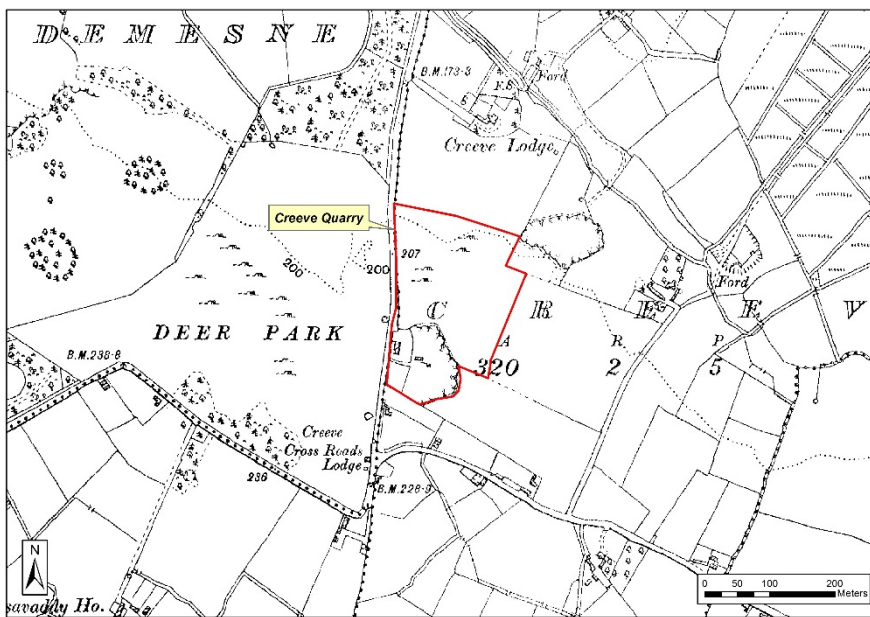 DEMESNE
B.M.173·3
F.S.
Ford
Creeve Lodge
Creeve Quarry
207
200
200
Ford
C R E E V
DEER PARK
A R P
320 2 5
B.M.238·8
Creeve
Cross Roads
Lodge
236
B.M.228·9
N
savaddy Ho.
0 50 100 200
Meters